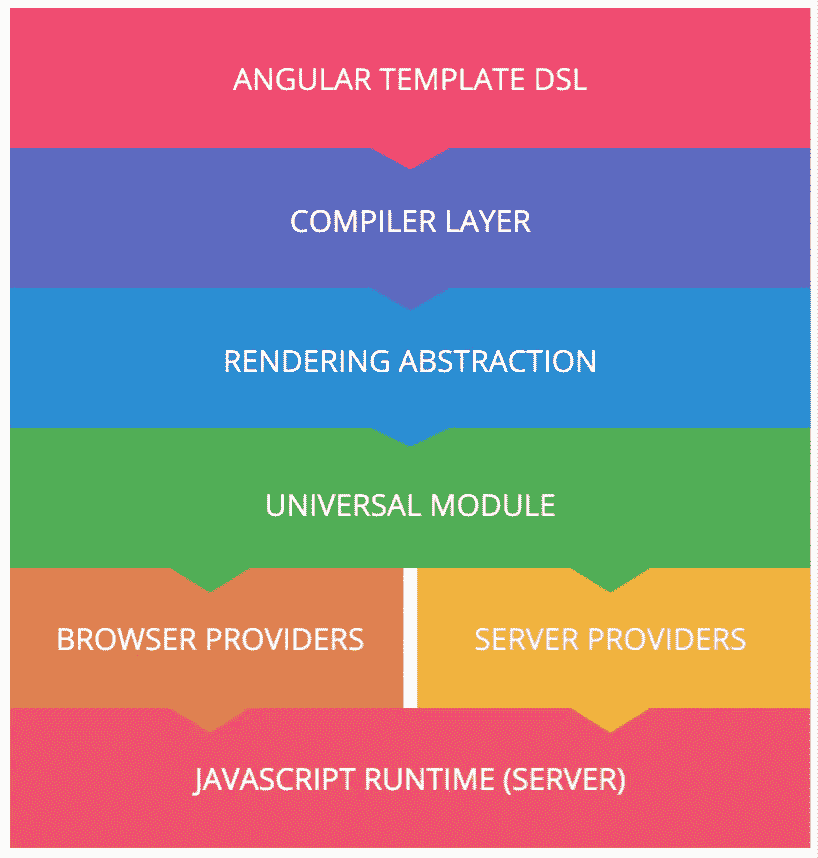 ANGULAR TEMPLATE DSL
COMPILER LAYER
RENDERING ABSTRACTION
UNIVERSAL MODULE
BROWSER PROVIDERS
SERVER PROVIDERS
JAVASCRIPT RUNTIME (SERVER)